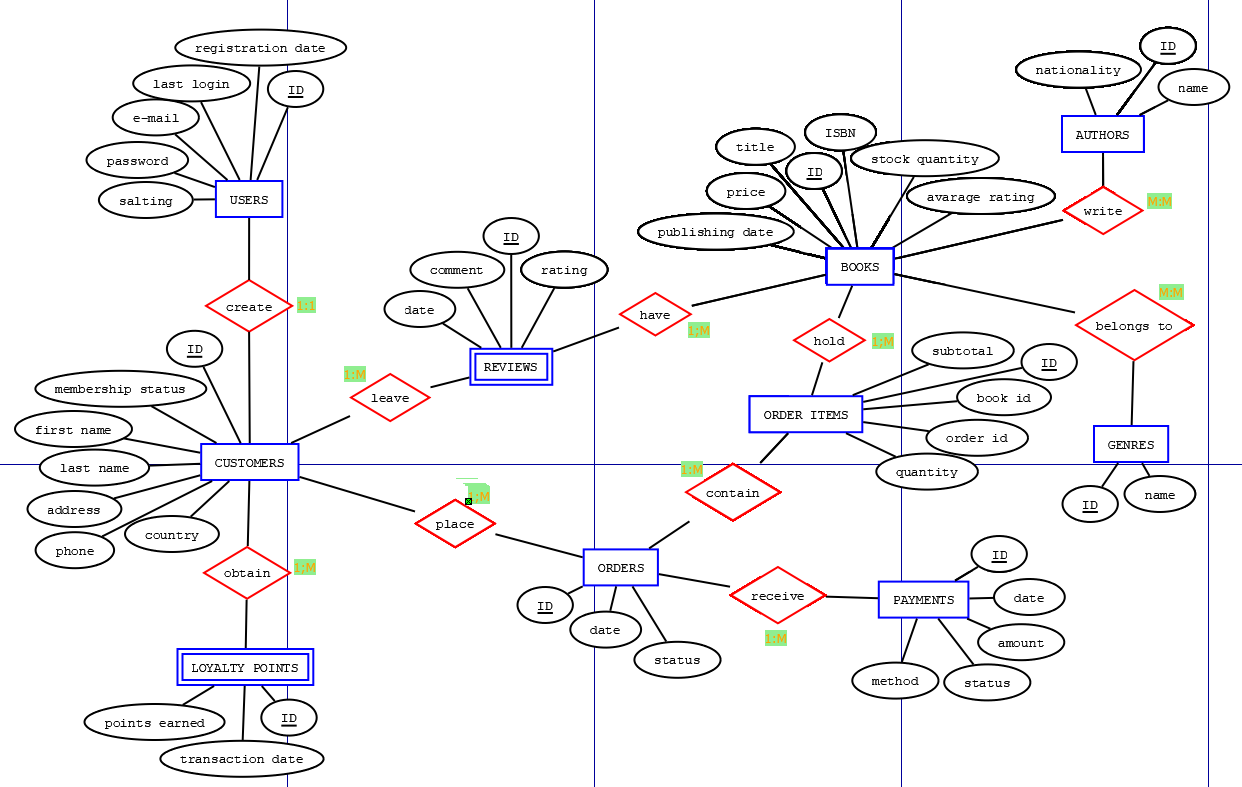 registration date
last login
ID
e-mail
password
salting
USERS
create
1:1
ID
membership status
first name
last name
address
phone
country
CUSTOMERS
obtain
1;M
LOYALTY POINTS
points earned
ID
transaction date
1:M
leave
ID
comment
rating
date
REVIEWS
have
1;M
1;M
place
title
ISBN
ID
stock quantity
price
avarage rating
publishing date
BOOKS
nationality
ID
name
AUTHORS
write
M:M
M:M
belongs to
GENRES
ID
name
hold
1;M
subtotal
ID
book id
order id
quantity
ORDER ITEMS
1:M
contain
ORDERS
ID
date
status
receive
1:M
PAYMENTS
ID
date
amount
status
method